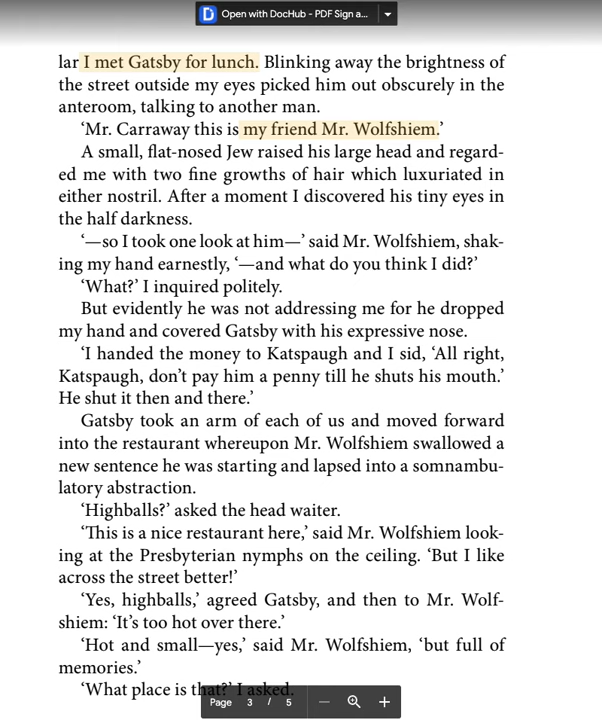 Open with DocHub - PDF Sign a...
lar I met Gatsby for lunch. Blinking away the brightness of
the street outside my eyes picked him out obscurely in the
anteroom, talking to another man.
‘Mr. Carraway this is my friend Mr. Wolfshiem.’
A small, flat-nosed Jew raised his large head and regard-
ed me with two fine growths of hair which luxuriated in
either nostril. After a moment I discovered his tiny eyes in
the half darkness.
‘—so I took one look at him—’ said Mr. Wolfshiem, shak-
ing my hand earnestly, ‘—and what do you think I did?’
‘What?’ I inquired politely.
But evidently he was not addressing me for he dropped
my hand and covered Gatsby with his expressive nose.
‘I handed the money to Katspaugh and I sid, ‘All right,
Katspaugh, don’t pay him a penny till he shuts his mouth.’
He shut it then and there.’
Gatsby took an arm of each of us and moved forward
into the restaurant whereupon Mr. Wolfshiem swallowed a
new sentence he was starting and lapsed into a somnambu-
latory abstraction.
‘Highballs?’ asked the head waiter.
‘This is a nice restaurant here,’ said Mr. Wolfshiem look-
ing at the Presbyterian nymphs on the ceiling. ‘But I like
across the street better!’
‘Yes, highballs,’ agreed Gatsby, and then to Mr. Wolf-
shiem: ‘It’s too hot over there.’
‘Hot and small—yes,’ said Mr. Wolfshiem, ‘but full of
memories.’
‘What place is that?’ I asked.
Page 3 / 5